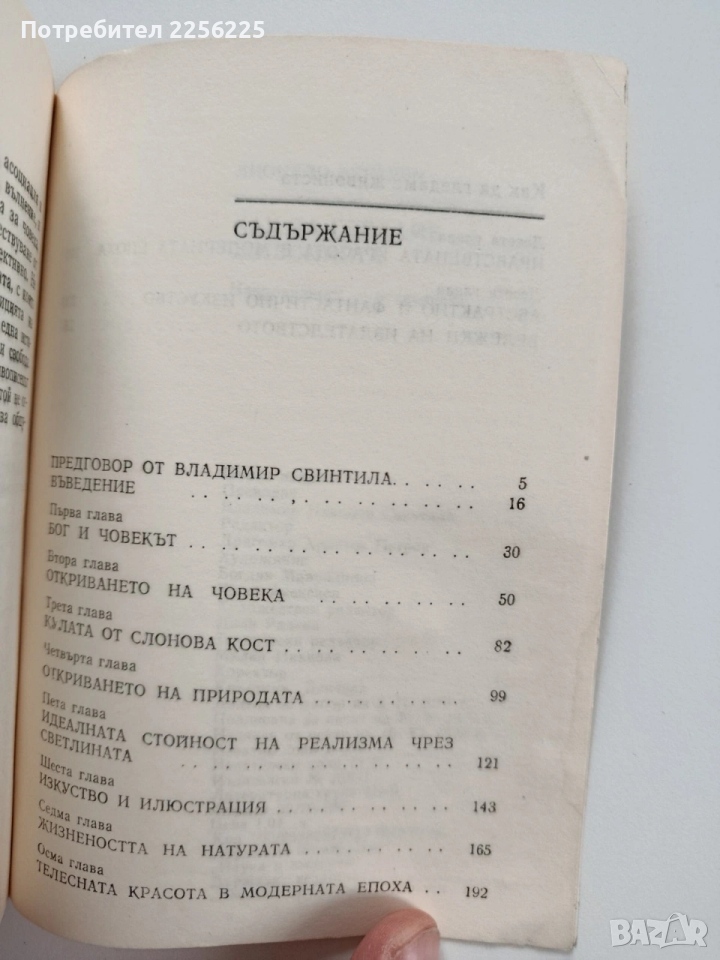 Потребител 2256225
асоциации
СЪДЪРЖАНИЕ
ПРЕДГОВОР ОТ ВЛАДИМИР СВИНТИЛА. . . . . . 5
ВЪВЕДЕНИЕ . . . . . . . . . . . . . 16
Първа глава
БОГ И ЧОВЕКЪТ . . . . . . . . . . . . . 30
Втора глава
ОТКРИВАНЕТО НА ЧОВЕКА . . . . . . . . 50
Трета глава
КУЛАТА ОТ СЛОНОВА КОСТ . . . . . . . . . 82
Четвърта глава
ОТКРИВАНЕТО НА ПРИРОДАТА . . . . . . . . 99
Пета глава
ИДЕАЛНАТА СТОЙНОСТ НА РЕАЛИЗМА ЧРЕЗ
СВЕТЛИНАТА . . . . . . . . . . . . . 121
Шеста глава
ИЗКУСТВО И ИЛЮСТРАЦИЯ . . . . . . . . . 143
Седма глава
ЖИЗНЕНОСТТА НА НАТУРАТА . . . . . . . . 165
Осма глава
ТЕЛЕСНАТА КРАСОТА В МОДЕРНАТА ЕПОХА . . 192
BAZAR.bg